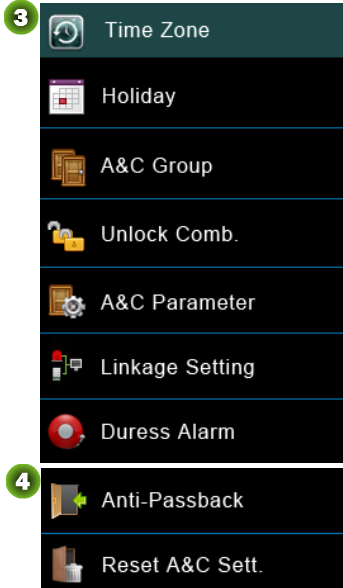 3
Time Zone
Holiday
A&C Group
Unlock Comb.
A&C Parameter
Linkage Setting
Duress Alarm
4
Anti-Passback
Reset A&C Sett.